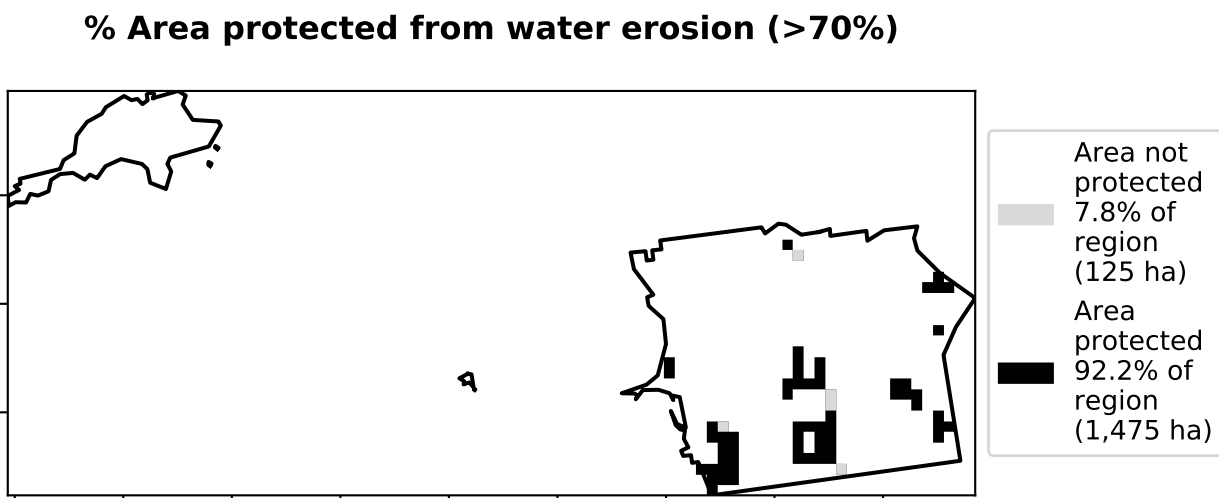 % Area protected from water erosion (>70%)
Area not
protected
7.8% of
region
(125 ha)
Area
protected
92.2% of
region
(1,475 ha)